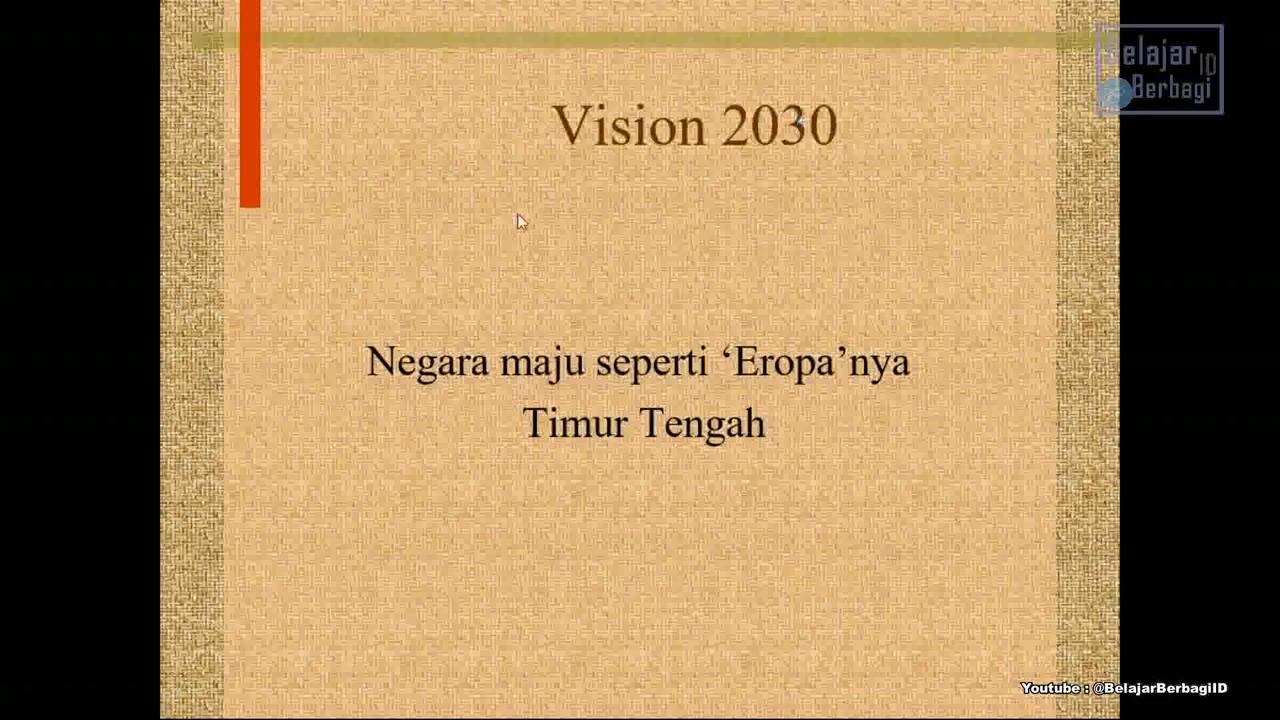 Belajar
ID
Berbagi
Vision 2030
Negara maju seperti ‘Eropa’nya
Timur Tengah
Youtube : @BelajarBerbagiID